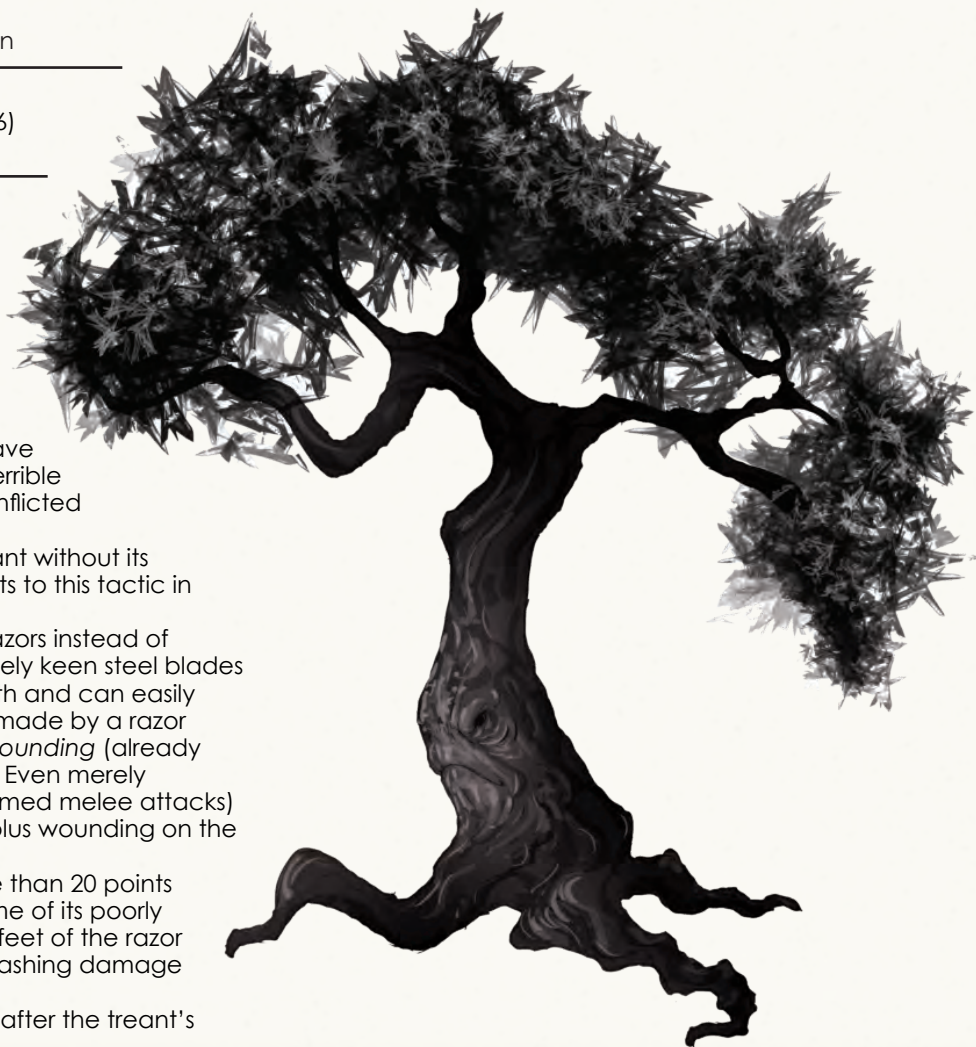 n
6)
ave
errible
nflicted
ant without its
ts to this tactic in
azors instead of
ely keen steel blades
th and can easily
made by a razor
ounding (already
Even merely
med melee attacks)
plus wounding on the
e than 20 points
me of its poorly
feet of the razor
ashing damage
after the treant's